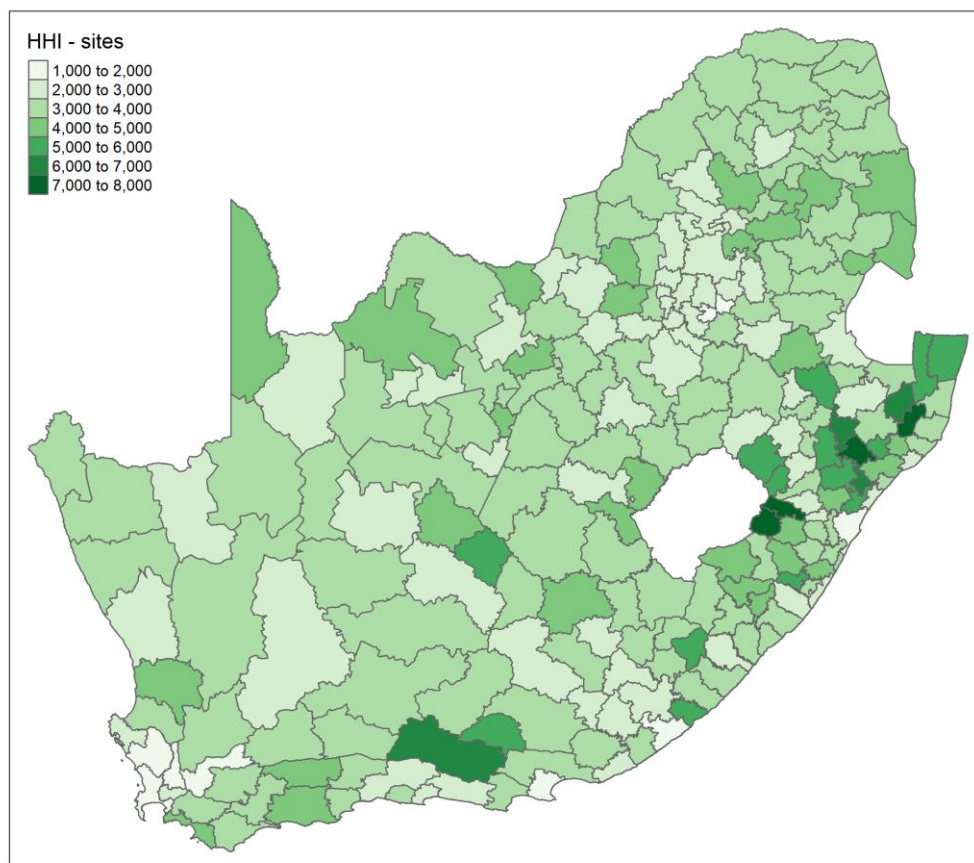 HHI - sites
1,000 to 2,000
2,000 to 3,000
3,000 to 4,000
4,000 to 5,000
5,000 to 6,000
6,000 to 7,000
7,000 to 8,000